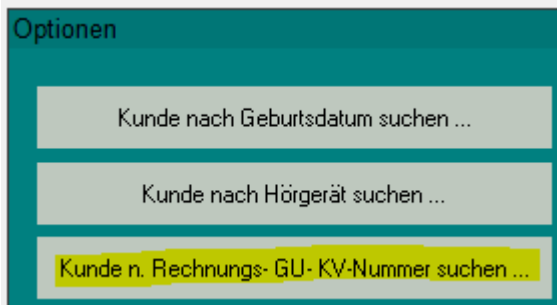 Optionen
Kunde nach Geburtsdatum suchen ...
Kunde nach Hörgerät suchen ...
Kunde n. Rechnungs- GU- KV-Nummer suchen ...